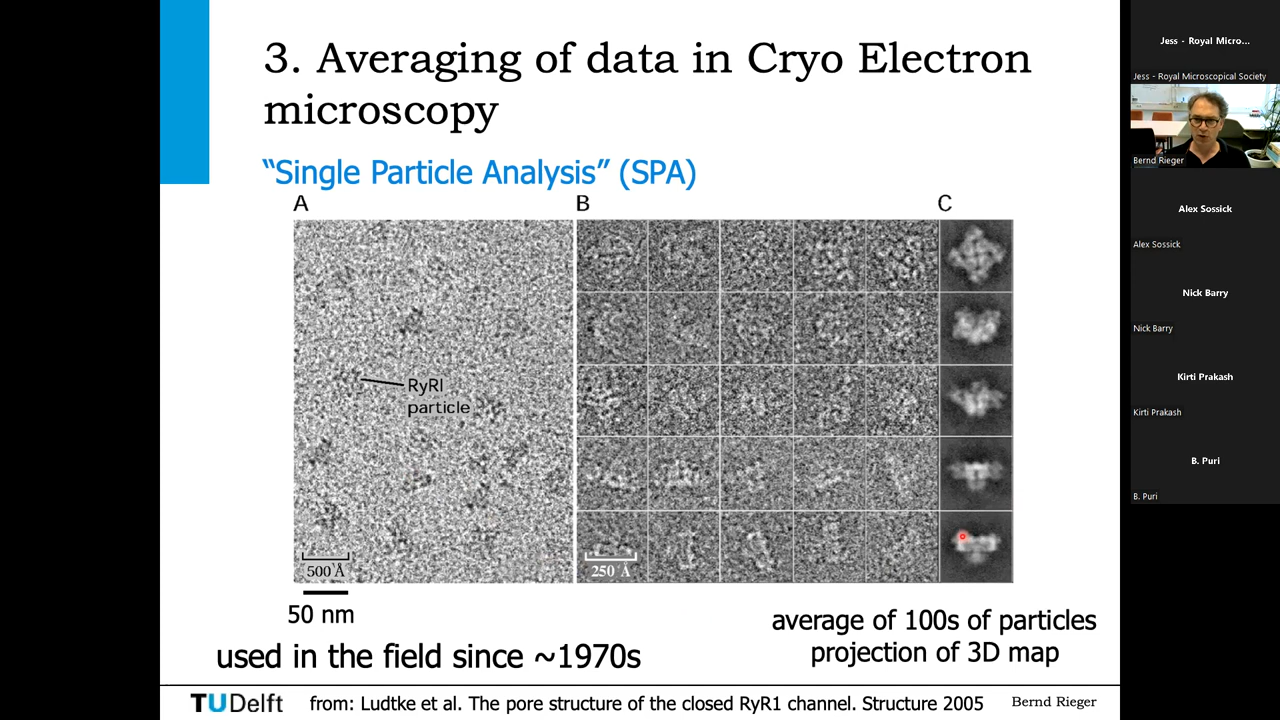 3. Averaging of data in Cryo Electron
microscopy
“Single Particle Analysis” (SPA)
A
B
C
RyRI
particle
500 Å
250 Å
50 nm
average of 100s of particles
projection of 3D map
used in the field since ~1970s
TUDelft
from: Ludtke et al. The pore structure of the closed RyR1 channel. Structure 2005
Bernd Rieger
Jess - Royal Micro...
Jess - Royal Microscopical Society
Bernd Rieger
Alex Sossick
Alex Sossick
Nick Barry
Nick Barry
Kirti Prakash
Kirti Prakash
B. Puri
B. Puri